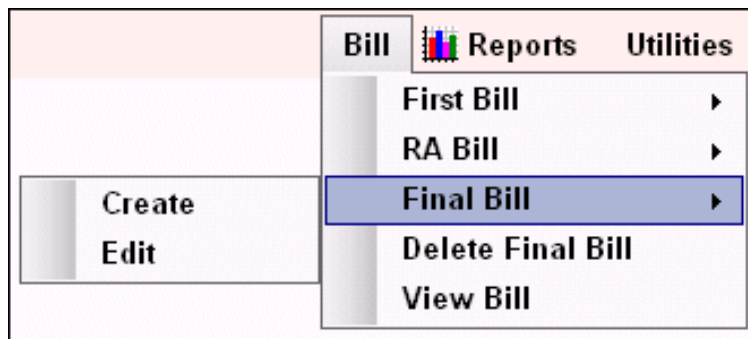 Bill Reports Utilities
First Bill
RA Bill
Final Bill
Delete Final Bill
View Bill
Create
Edit